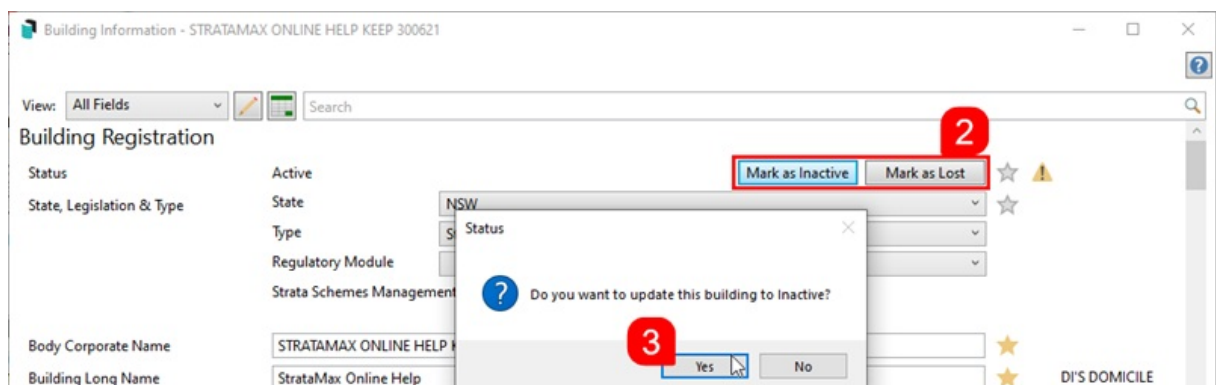 Building Information - STRATAMAX ONLINE HELP KEEP 300621
View: All Fields Search
Building Registration
2
Status Active Mark as Inactive Mark as Lost
State, Legislation & Type State NSW
Type
Status
Regulatory Module
Strata Schemes Management
Do you want to update this building to Inactive?
3
Yes No
Body Corporate Name STRATAMAX ONLINE HELP
Building Long Name StrataMax Online Help DI'S DOMICILE